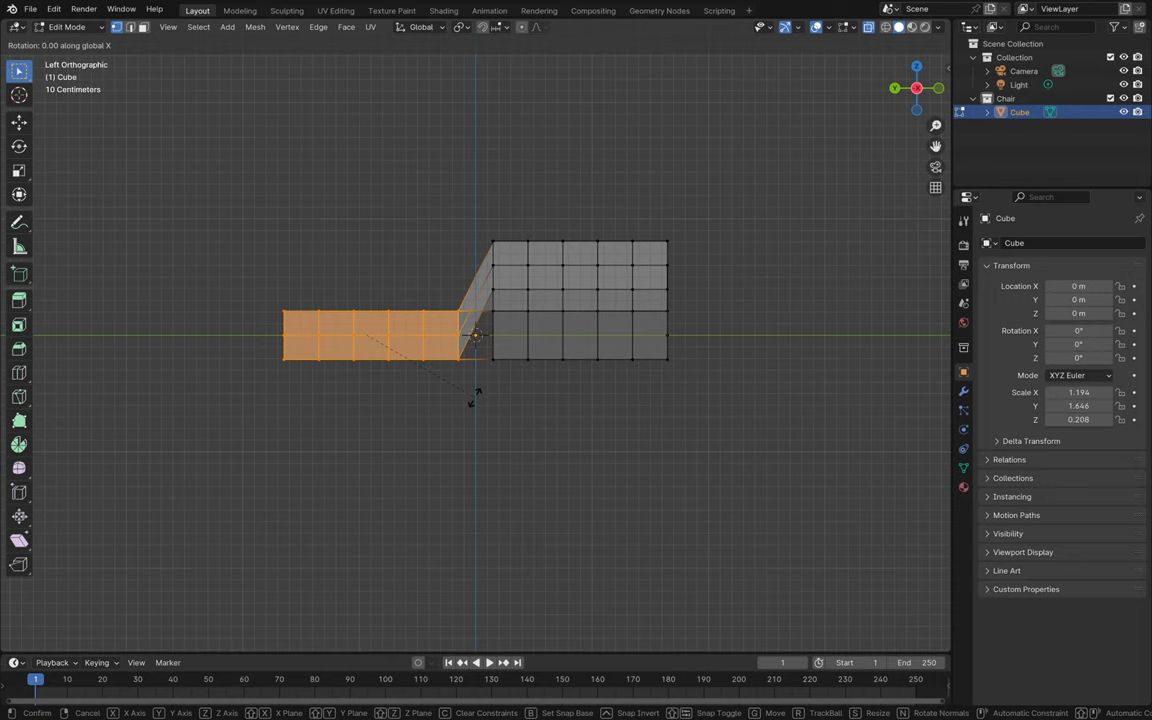 File Edit Render Window Help Layout Modeling Sculpting UV Editing Texture Paint Shading Animation Rendering Compositing Geometry Nodes Scripting + Scene ViewLayer
Edit Mode View Select Add Mesh Vertex Edge Face UV Global X Y Z Search
Rotation: 0.00 along global X
Left Orthographic
(1) Cube
10 Centimeters
Z
Y
X
Scene Collection
Collection
Camera
Light
Chair
Cube
Search
Cube
Cube
Transform
Location X 0 m
Y 0 m
Z 0 m
Rotation X 0°
Y 0°
Z 0°
Mode XYZ Euler
Scale X 1.194
Y 1.646
Z 0.208
Delta Transform
Relations
Collections
Instancing
Motion Paths
Visibility
Viewport Display
Line Art
Custom Properties
Playback Keying View Marker 1 Start 1 End 250
1 10 20 30 40 50 60 70 80 90 100 110 120 130 140 150 160 170 180 190 200 210 220 230 240 250
Confirm Cancel X X Axis Y Y Axis Z Z Axis X X Plane Y Y Plane Z Z Plane C Clear Constraints B Set Snap Base Snap Invert Snap Toggle G Move R TrackBall S Resize N Rotate Normals Automatic Constraint Automatic Con